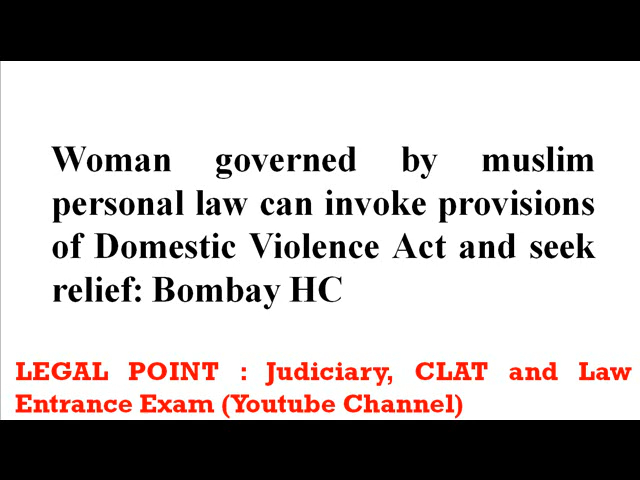 Woman governed by muslim
personal law can invoke provisions
of Domestic Violence Act and seek
relief: Bombay HC
LEGAL POINT : Judiciary, CLAT and Law
Entrance Exam (Youtube Channel)